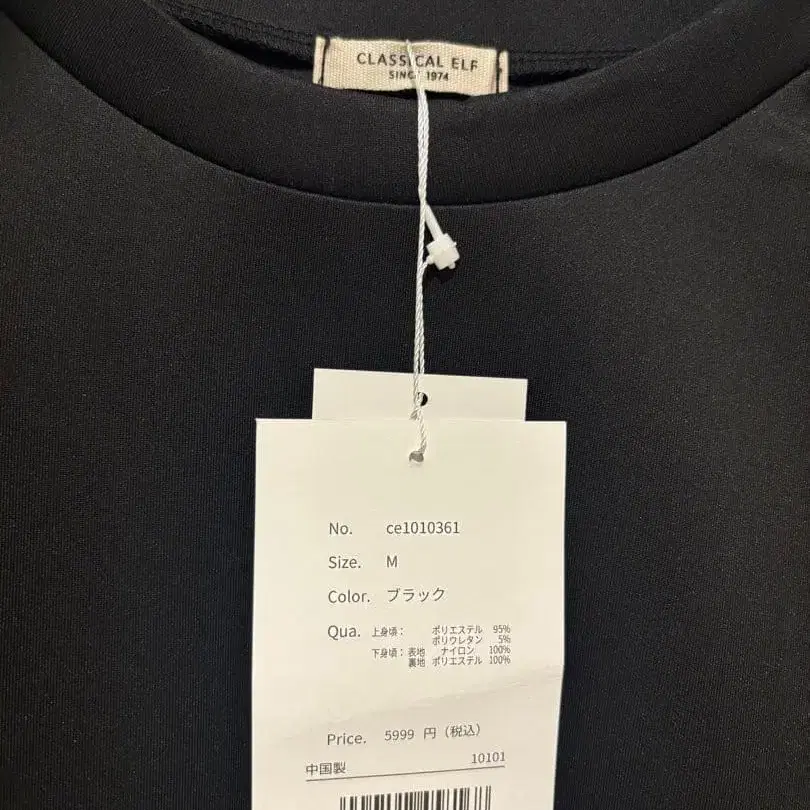 CLASSICAL ELF
SINCE 1974
No. ce1010361
Size. M
Color. ブラック
Qua. 上身頃： ポリエステル 95%
ポリウレタン 5%
下身頃：表地 ナイロン 100%
裏地 ポリエステル 100%
Price. 5999 円（税込）
中国製 10101